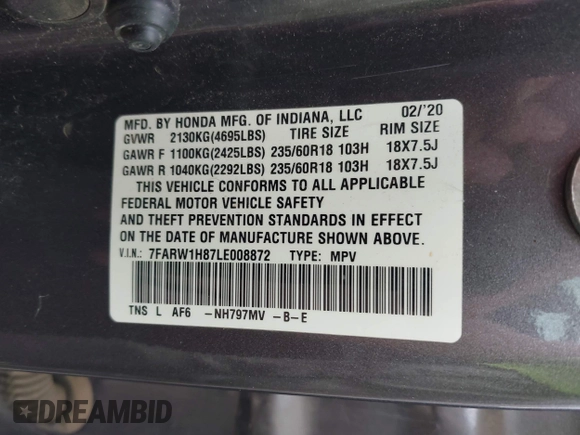 MFD. BY HONDA MFG. OF INDIANA, LLC 02/'20
GVWR 2130KG(4695LBS) TIRE SIZE RIM SIZE
GAWR F 1100KG(2425LBS) 235/60R18 103H 18X7.5J
GAWR R 1040KG(2292LBS) 235/60R18 103H 18X7.5J
THIS VEHICLE CONFORMS TO ALL APPLICABLE
FEDERAL MOTOR VEHICLE SAFETY
AND THEFT PREVENTION STANDARDS IN EFFECT
ON THE DATE OF MANUFACTURE SHOWN ABOVE.
V.I.N.: 7FARW1H87LE008872 TYPE: MPV
TNS L AF6 -NH797MV -B-E
DREAMBID